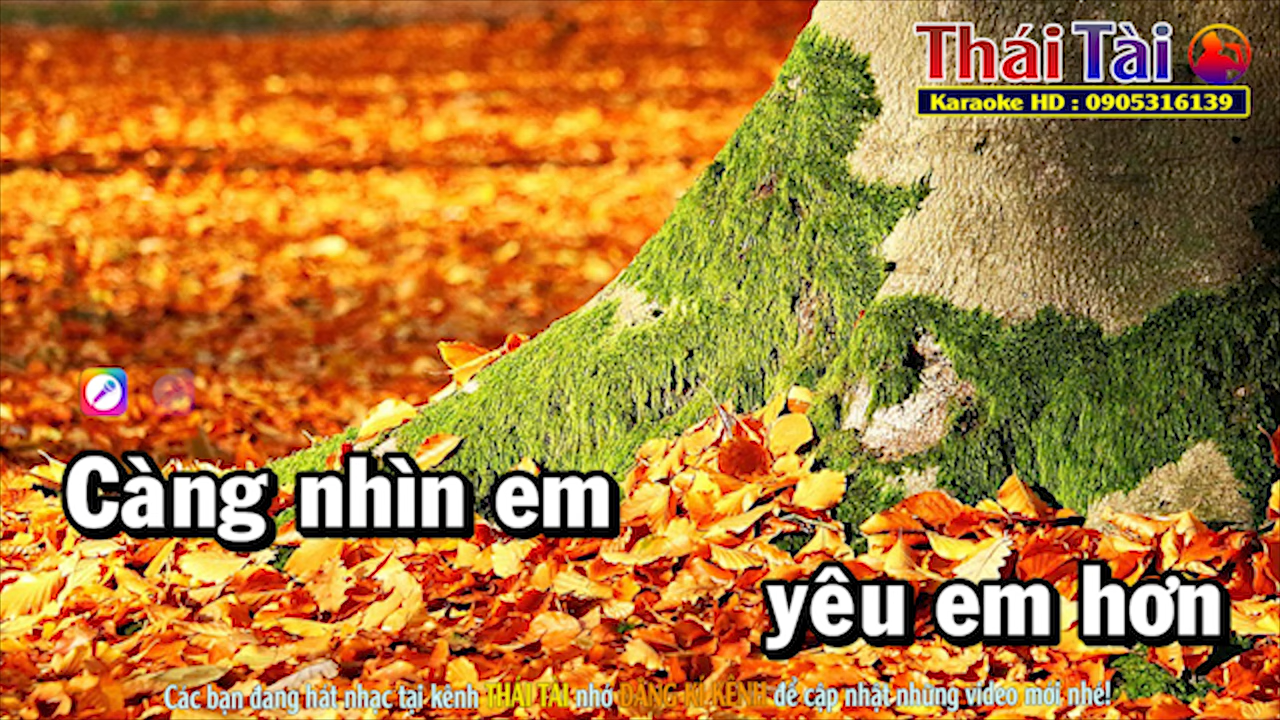 Thái Tài
Karaoke HD : 0905316139
Càng nhìn em
yêu em hơn
Các bạn đang hát nhạc tại kênh THÁI TÀI nhớ ĐĂNG KÍ KÊNH để cập nhật những video mới nhé!